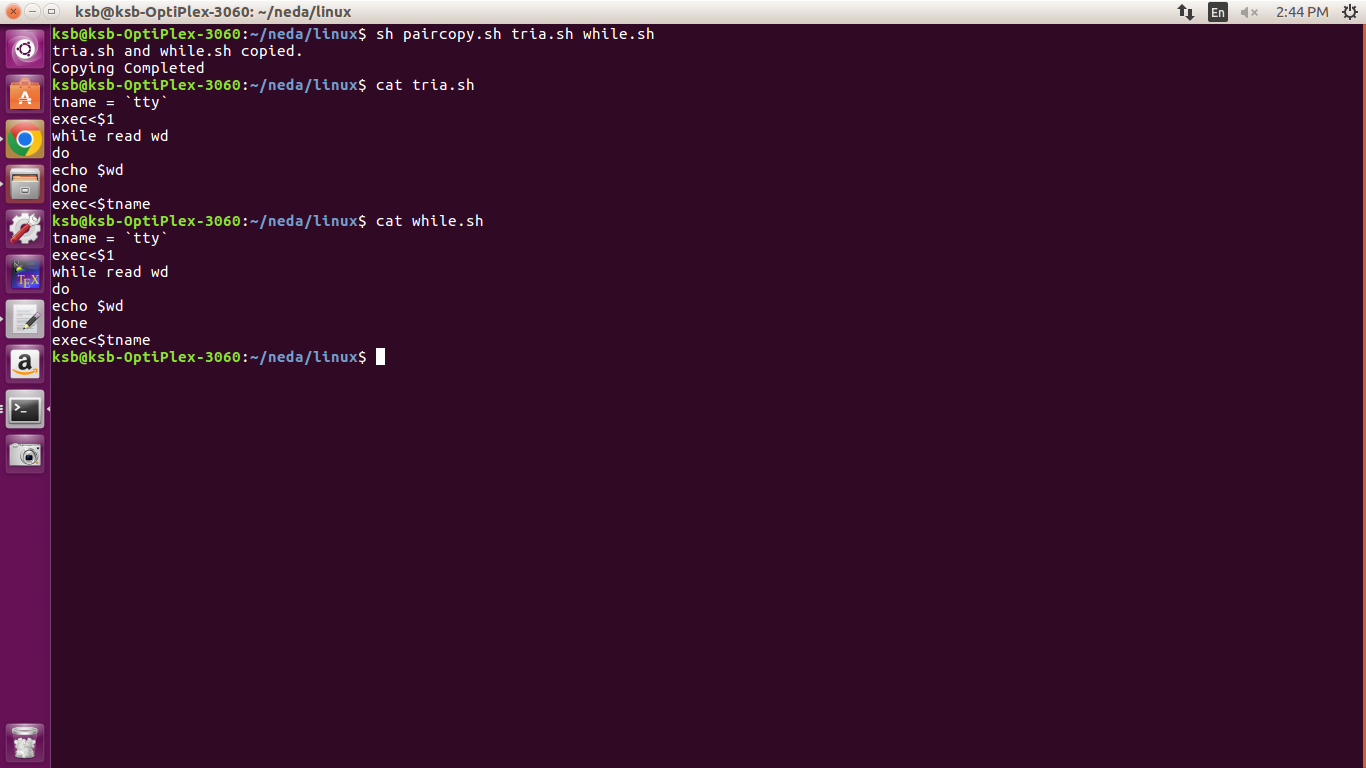 ksb@ksb-OptiPlex-3060: ~/neda/linux
En
2:44 PM
ksb@ksb-OptiPlex-3060:~/neda/linux$ sh paircopy.sh tria.sh while.sh
tria.sh and while.sh copied.
Copying Completed
ksb@ksb-OptiPlex-3060:~/neda/linux$ cat tria.sh
tname = `tty`
exec<$1
while read wd
do
echo $wd
done
exec<$tname
ksb@ksb-OptiPlex-3060:~/neda/linux$ cat while.sh
tname = `tty`
exec<$1
while read wd
do
echo $wd
done
exec<$tname
ksb@ksb-OptiPlex-3060:~/neda/linux$
A
TEX
a
>_